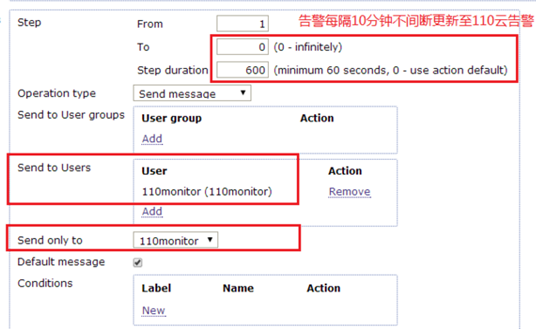 Step
From 1
告警每隔10分钟不间断更新至110云告警
To 0 (0 - infinitely)
Step duration 600 (minimum 60 seconds, 0 - use action default)
Operation type Send message
Send to User groups
User group Action
Add
Send to Users
User Action
110monitor (110monitor) Remove
Add
Send only to 110monitor
Default message
Conditions
Label Name Action
New